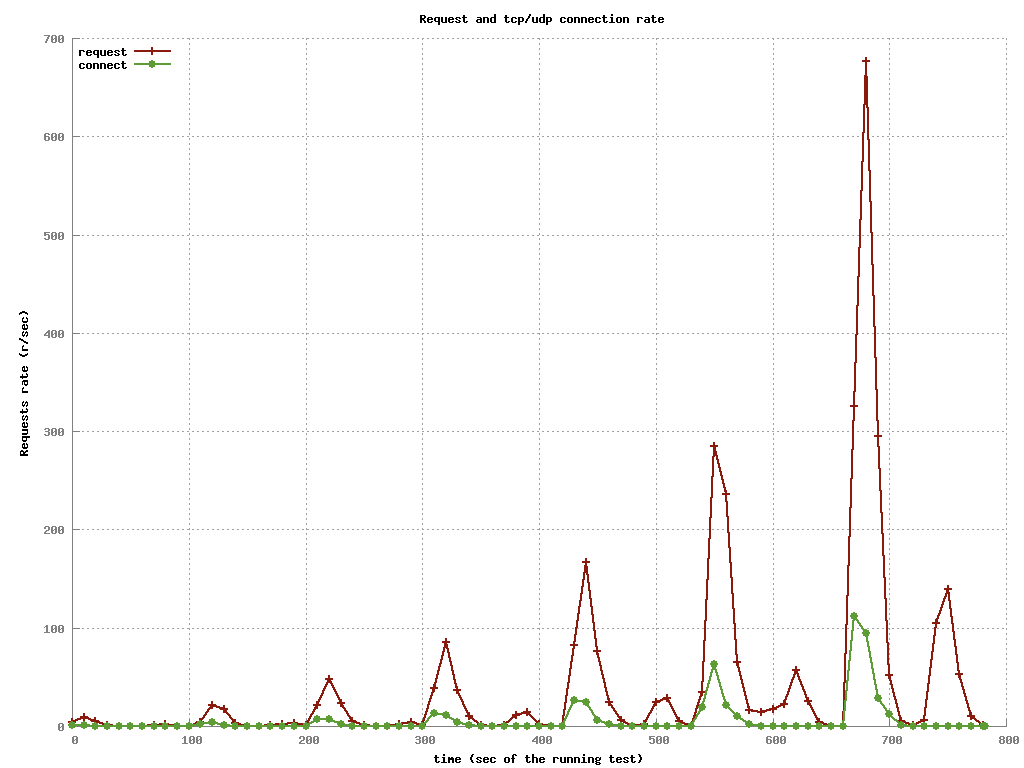 Request and tcp/udp connection rate
700
request
connect
600
500
400
Requests rate (r/sec)
300
200
100
0
0 100 200 300 400 500 600 700 800
time (sec of the running test)